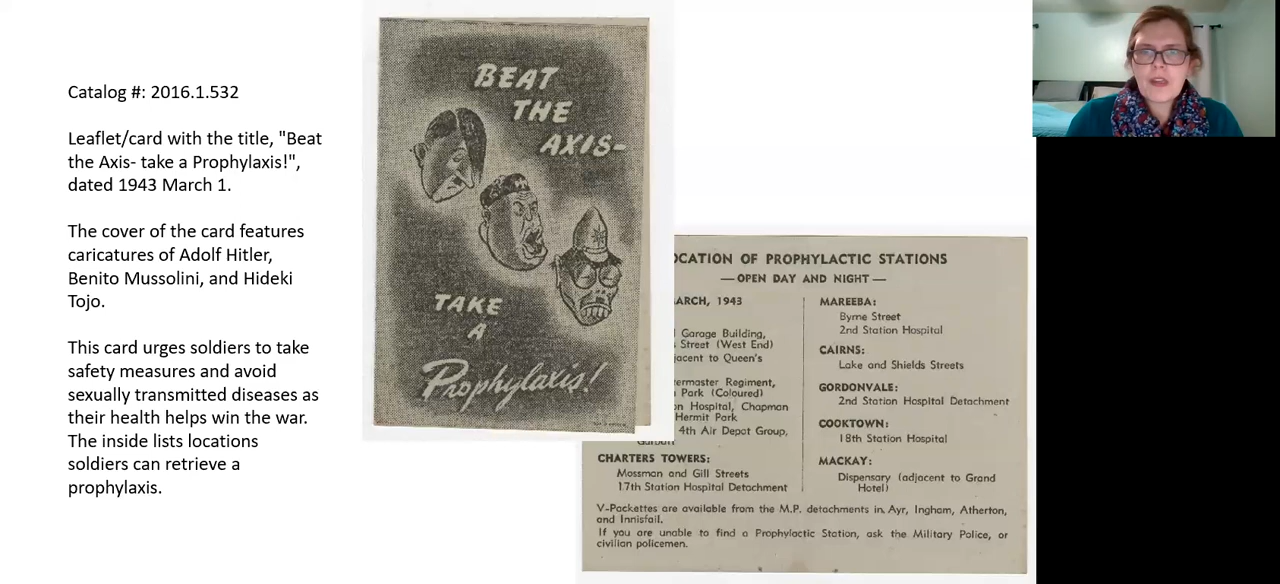 Catalog #: 2016.1.532
Leaflet/card with the title, "Beat
the Axis- take a Prophylaxis!",
dated 1943 March 1.
The cover of the card features
caricatures of Adolf Hitler,
Benito Mussolini, and Hideki
Tojo.
This card urges soldiers to take
safety measures and avoid
sexually transmitted diseases as
their health helps win the war.
The inside lists locations
soldiers can retrieve a
prophylaxis.
BEAT
THE
AXIS-
TAKE
A
Prophylaxis!
OCATION OF PROPHYLACTIC STATIONS
—OPEN DAY AND NIGHT—
ARCH, 1943
Garage Building,
Street (West End)
jacent to Queen's
termaster Regiment,
Park (Coloured)
on Hospital, Chapman
Hermit Park
4th Air Depot Group,
CHARTERS TOWERS:
Mossman and Gill Streets
17th Station Hospital Detachment
MAREEBA:
Byrne Street
2nd Station Hospital
CAIRNS:
Lake and Shields Streets
GORDONVALE:
2nd Station Hospital Detachment
COOKTOWN:
18th Station Hospital
MACKAY:
Dispensary (adjacent to Grand
Hotel)
V-Packettes are available from the M.P. detachments in Ayr, Ingham, Atherton,
and Innisfail.
If you are unable to find a Prophylactic Station, ask the Military Police, or
civilian policemen.